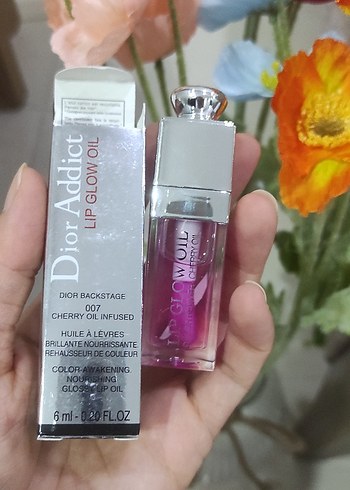 Dior Addict
LIP GLOW OIL
DIOR BACKSTAGE
007
CHERRY OIL INFUSED
HUILE À LÈVRES
BRILLANTE NOURRISSANTE
REHAUSSEUR DE COULEUR
COLOR-AWAKENING
NOURISHING
GLOSSY LIP OIL
6 ml - 0.20 FL.OZ
LIP GLOW OIL
CHERRY OIL